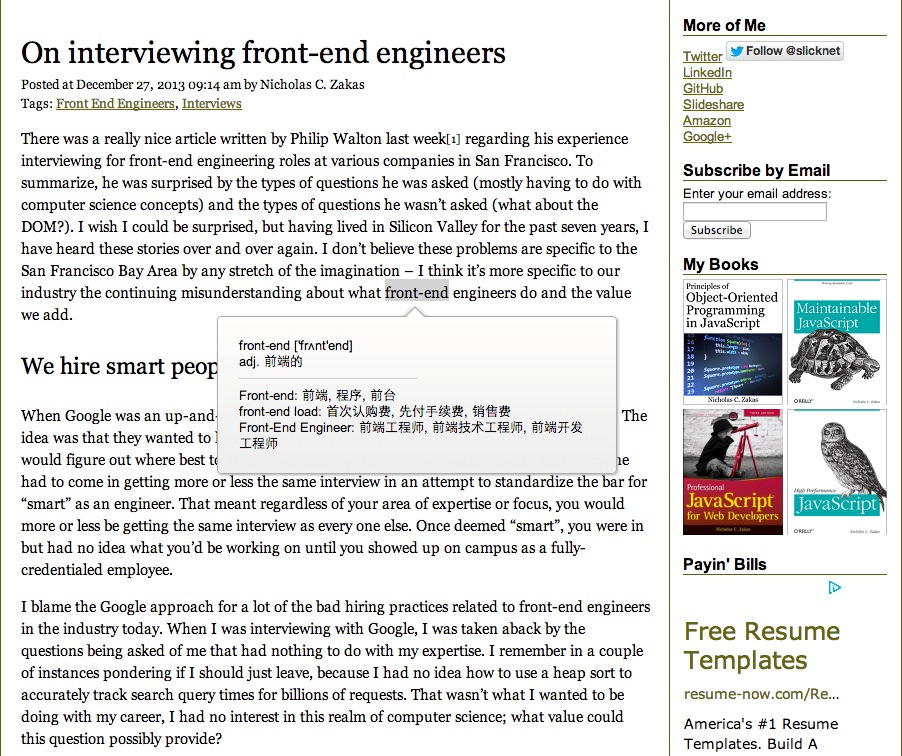 On interviewing front-end engineers
Posted at December 27, 2013 09:14 am by Nicholas C. Zakas
Tags: Front End Engineers, Interviews
There was a really nice article written by Philip Walton last week[1] regarding his experience
interviewing for front-end engineering roles at various companies in San Francisco. To
summarize, he was surprised by the types of questions he was asked (mostly having to do with
computer science concepts) and the types of questions he wasn’t asked (what about the
DOM?). I wish I could be surprised, but having lived in Silicon Valley for the past seven years, I
have heard these stories over and over again. I don’t believe these problems are specific to the
San Francisco Bay Area by any stretch of the imagination – I think it’s more specific to our
industry the continuing misunderstanding about what front-end engineers do and the value
we add.
front-end ['frʌnt'end]
adj. 前端的
Front-end: 前端, 程序, 前台
front-end load: 首次认购费, 先付手续费, 销售费
Front-End Engineer: 前端工程师, 前端技术工程师, 前端开发
工程师
We hire smart peop
When Google was an up-and- The
idea was that they wanted to
would figure out where best to
had to come in getting more or less the same interview in an attempt to standardize the bar for
“smart” as an engineer. That meant regardless of your area of expertise or focus, you would
more or less be getting the same interview as every one else. Once deemed “smart”, you were in
but had no idea what you’d be working on until you showed up on campus as a fully-
credentialed employee.
I blame the Google approach for a lot of the bad hiring practices related to front-end engineers
in the industry today. When I was interviewing with Google, I was taken aback by the
questions being asked of me that had nothing to do with my expertise. I remember in a couple
of instances pondering if I should just leave, because I had no idea how to use a heap sort to
accurately track search query times for billions of requests. That wasn’t what I wanted to be
doing with my career, I had no interest in this realm of computer science; what value could
this question possibly provide?
More of Me
Twitter Follow @slicknet
LinkedIn
GitHub
Slideshare
Amazon
Google+
Subscribe by Email
Enter your email address:
Subscribe
My Books
Principles of
Object-Oriented
Programming
in JavaScript
Nicholas C. Zakas
Maintainable
JavaScript
O'REILLY
Nicholas C. Zakas
Professional
JavaScript
for Web Developers
Nicholas C. Zakas
High Performance
JavaScript
O'REILLY
Nicholas C. Zakas
Payin' Bills
Free Resume
Templates
resume-now.com/Re...
America's #1 Resume
Templates. Build A